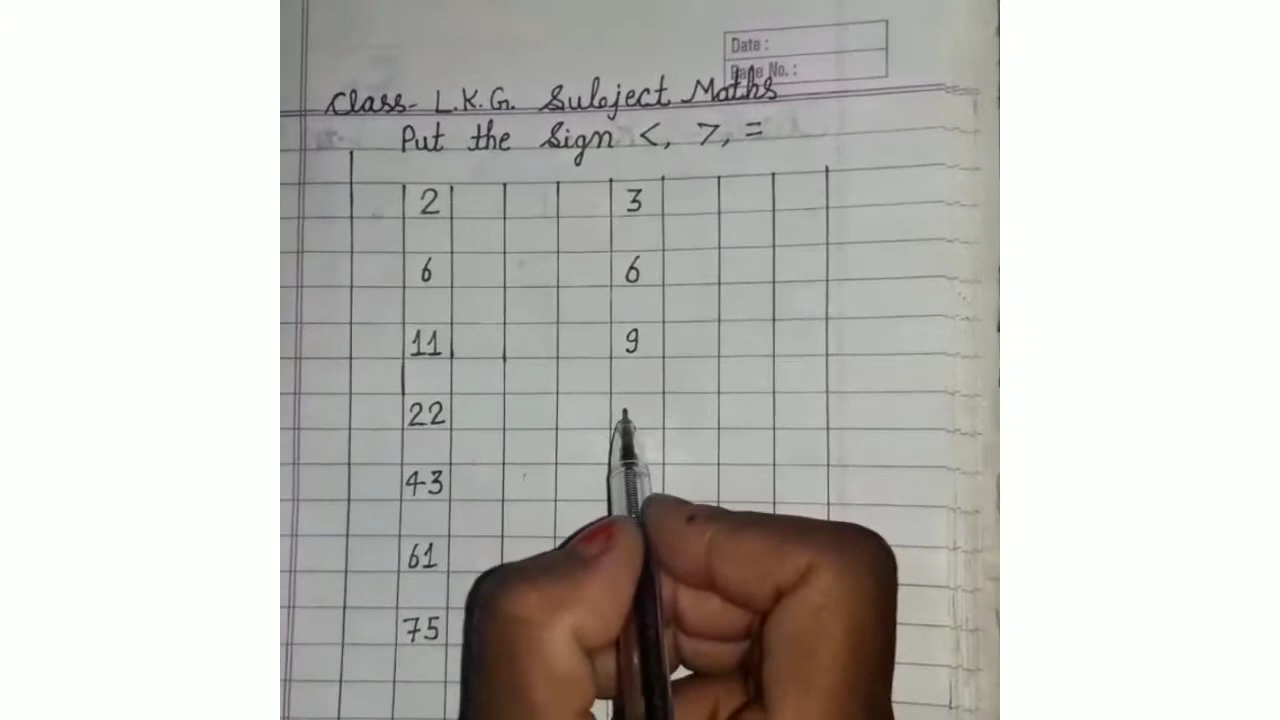 Date :
Page No. :
Class- L.K.G. Subject Maths
Put the Sign <, >, =
2 3
6 6
11 9
22
43
61
75